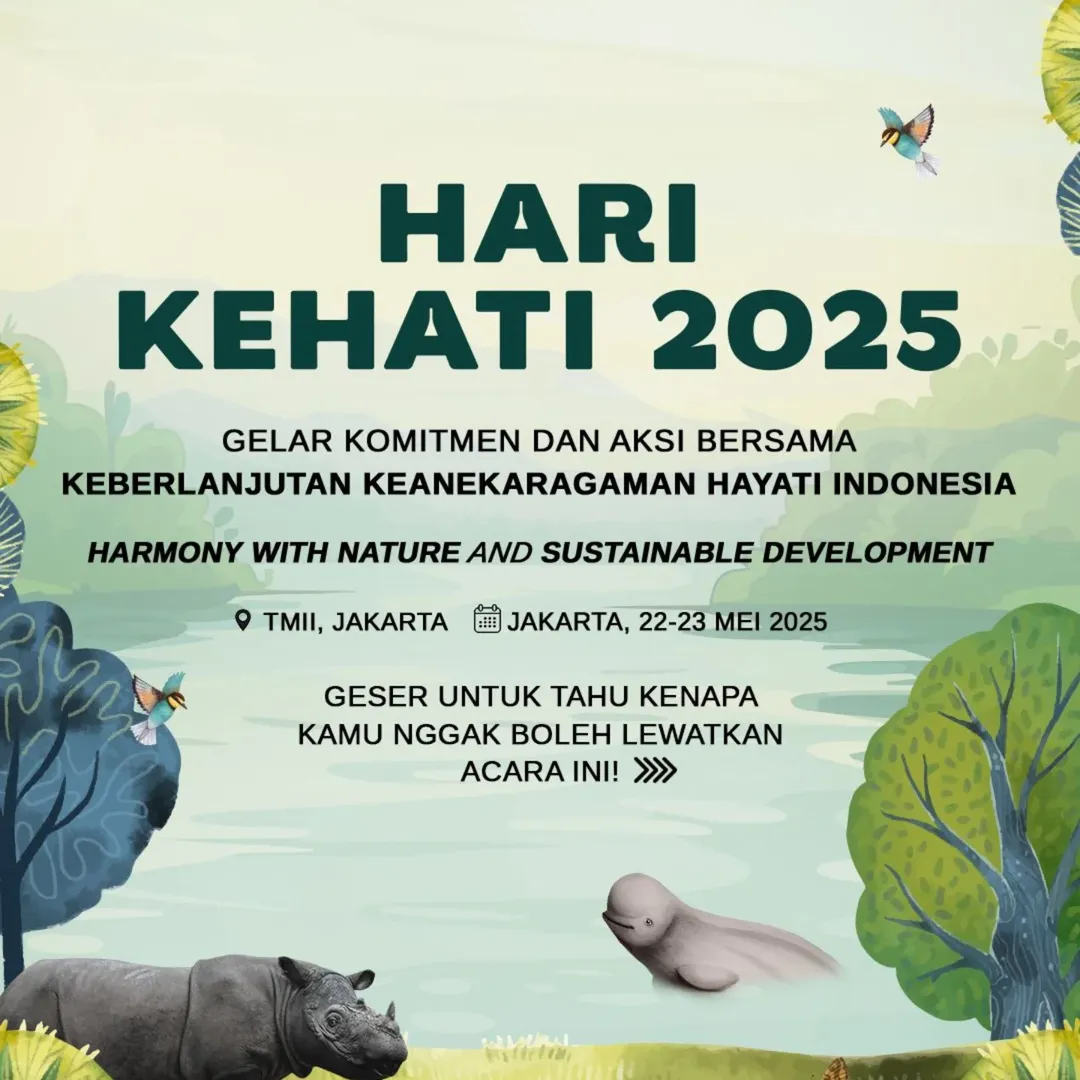 HARI
KEHATI 2025
GELAR KOMITMEN DAN AKSI BERSAMA
KEBERLANJUTAN KEANEKARAGAMAN HAYATI INDONESIA
HARMONY WITH NATURE AND SUSTAINABLE DEVELOPMENT
TMII, JAKARTA JAKARTA, 22-23 MEI 2025
GESER UNTUK TAHU KENAPA
KAMU NGGAK BOLEH LEWATKAN
ACARA INI!